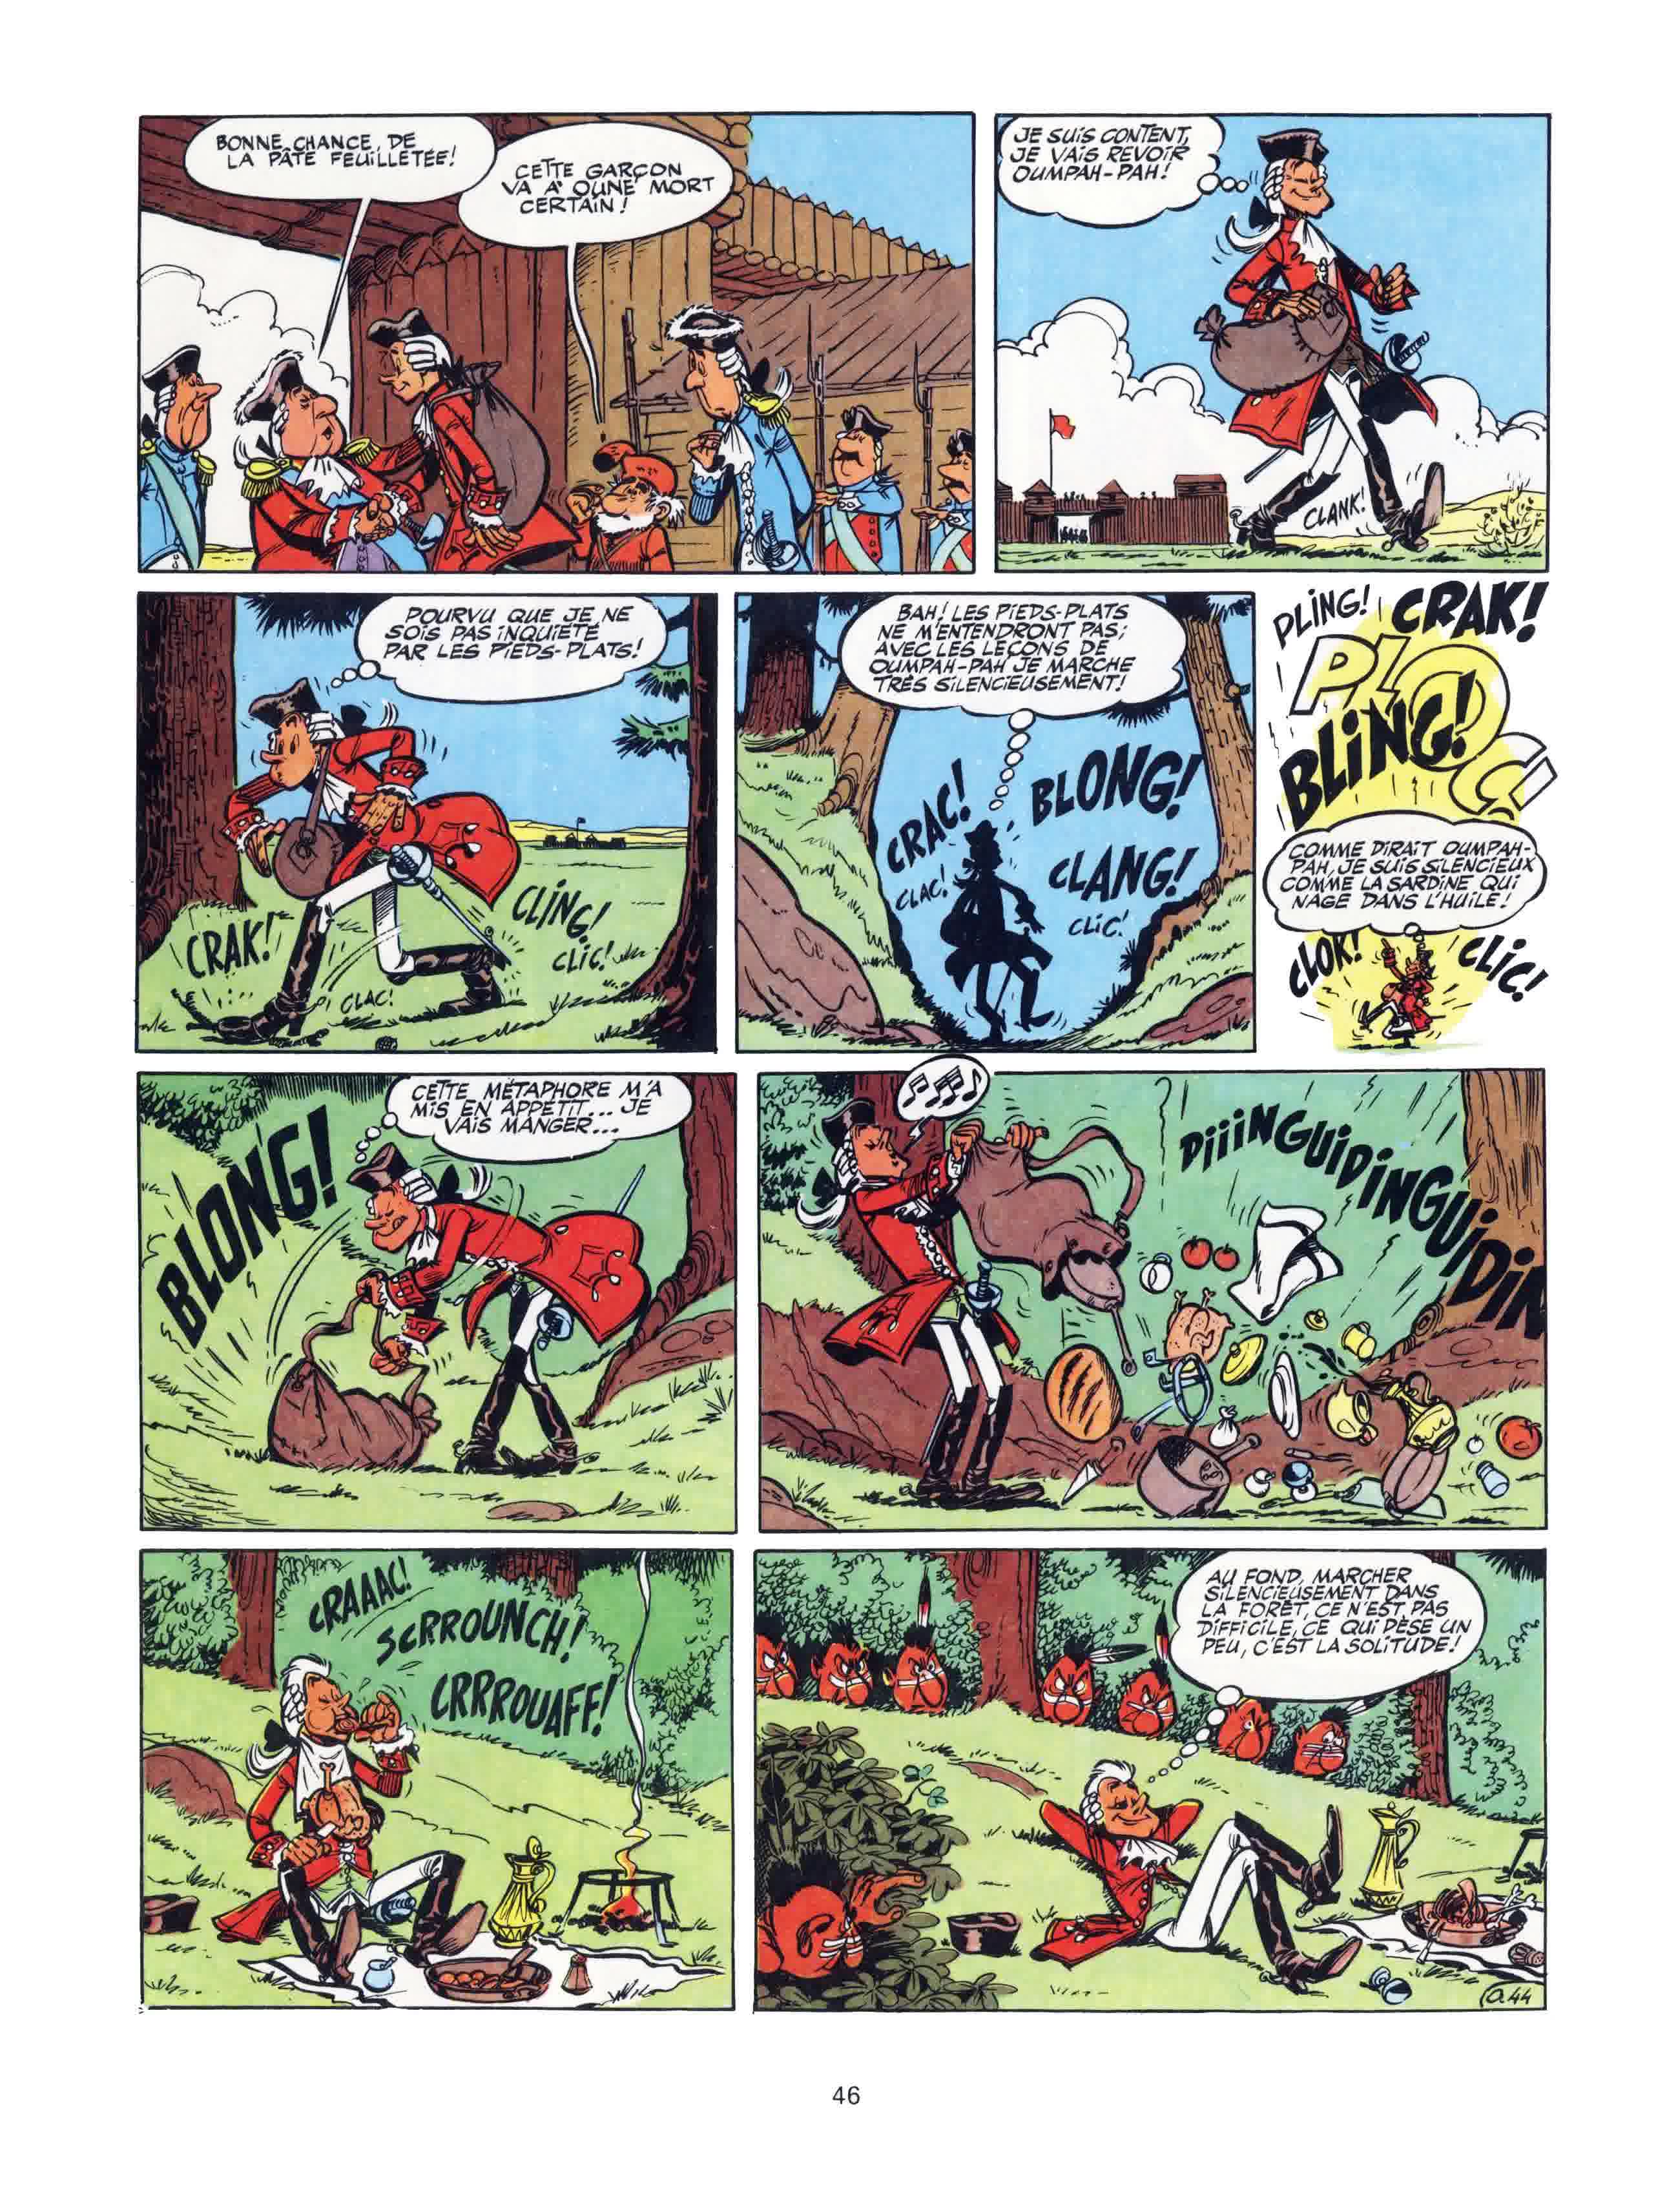 BONNE CHANCE, DE
LA PÂTE FEUILLETÉE!
CETTE GARÇON
VA A' OUNE MORT
CERTAIN!
JE SUIS CONTENT,
JE VAIS REVOIR
OUMPAH-PAH!
CLANK!
POURVU QUE JE NE
SOIS PAS INQUIÉTÉ
PAR LES PIEDS-PLATS!
CRAK!
CLING!
CLIC!
CLAC!
BAH! LES PIEDS-PLATS
NE M'ENTENDRONT PAS;
AVEC LES LEÇONS DE
OUMPAH-PAH JE MARCHE
TRÈS SILENCIEUSEMENT!
CRAC!
BLONG!
CLAC!
CLANG!
CLIC!
PLING!
CRAK!
PLOC!
BLING!
COMME DIRAIT OUMPAH-
PAH, JE SUIS SILENCIEUX
COMME LA SARDINE QUI
NAGE DANS L'HUILE!
CLOK!
CLIC!
BLONG!
CETTE MÉTAPHORE M'A
MIS EN APPÉTIT... JE
VAIS MANGER...
DIIINGUIDINGUIDIN
CRAAAC!
SCRROUNCH!
CRRROUAFF!
AU FOND, MARCHER
SILENCIEUSEMENT DANS
LA FORÊT, CE N'EST PAS
DIFFICILE, CE QUI PÈSE UN
PEU, C'EST LA SOLITUDE!
O.44
46